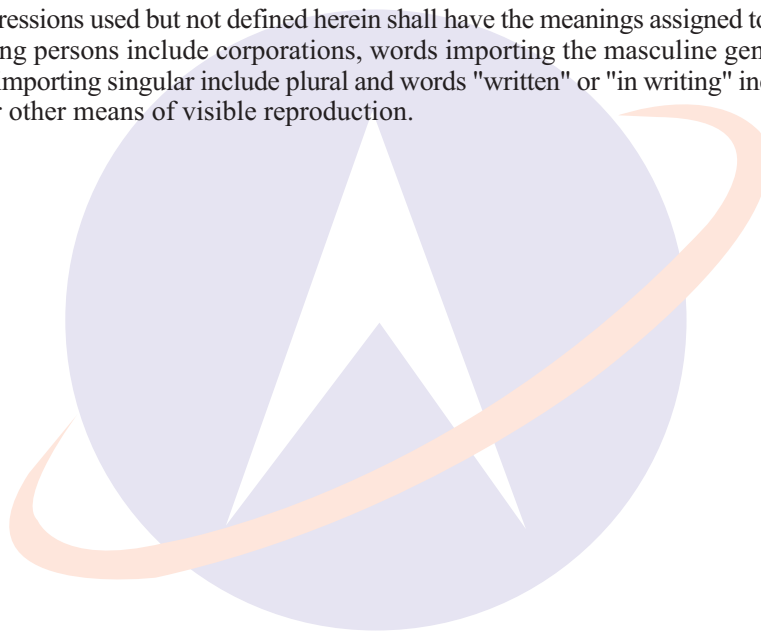 ressions used but not defined herein shall have the meanings assigned to
ng persons include corporations, words importing the masculine gen
importing singular include plural and words "written" or "in writing" inc
r other means of visible reproduction.